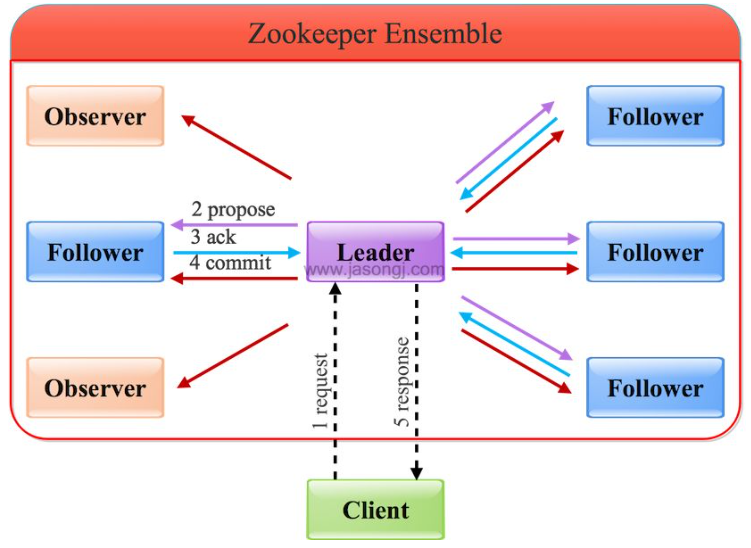 Zookeeper Ensemble
Observer
Follower
2 propose
3 ack
4 commit
Follower
Leader
www.jasongj.com
Follower
Observer
1 request
5 response
Follower
Client